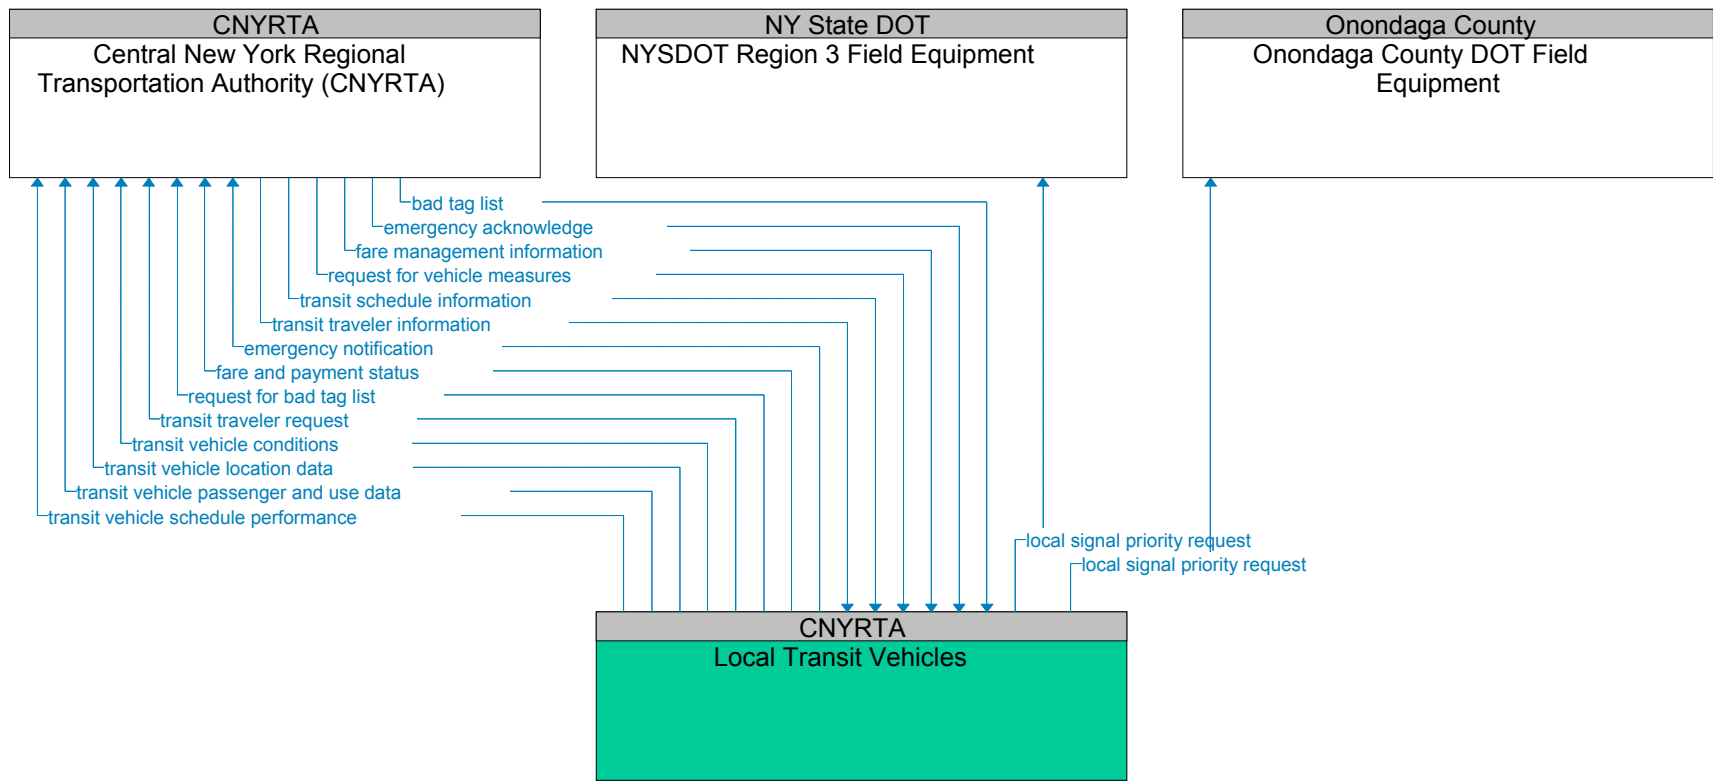 CNYRTA
Central New York Regional
Transportation Authority (CNYRTA)
NY State DOT
NYSDOT Region 3 Field Equipment
Onondaga County
Onondaga County DOT Field
Equipment
bad tag list
emergency acknowledge
fare management information
request for vehicle measures
transit schedule information
transit traveler information
emergency notification
fare and payment status
request for bad tag list
transit traveler request
transit vehicle conditions
transit vehicle location data
transit vehicle passenger and use data
transit vehicle schedule performance
local signal priority request
local signal priority request
CNYRTA
Local Transit Vehicles